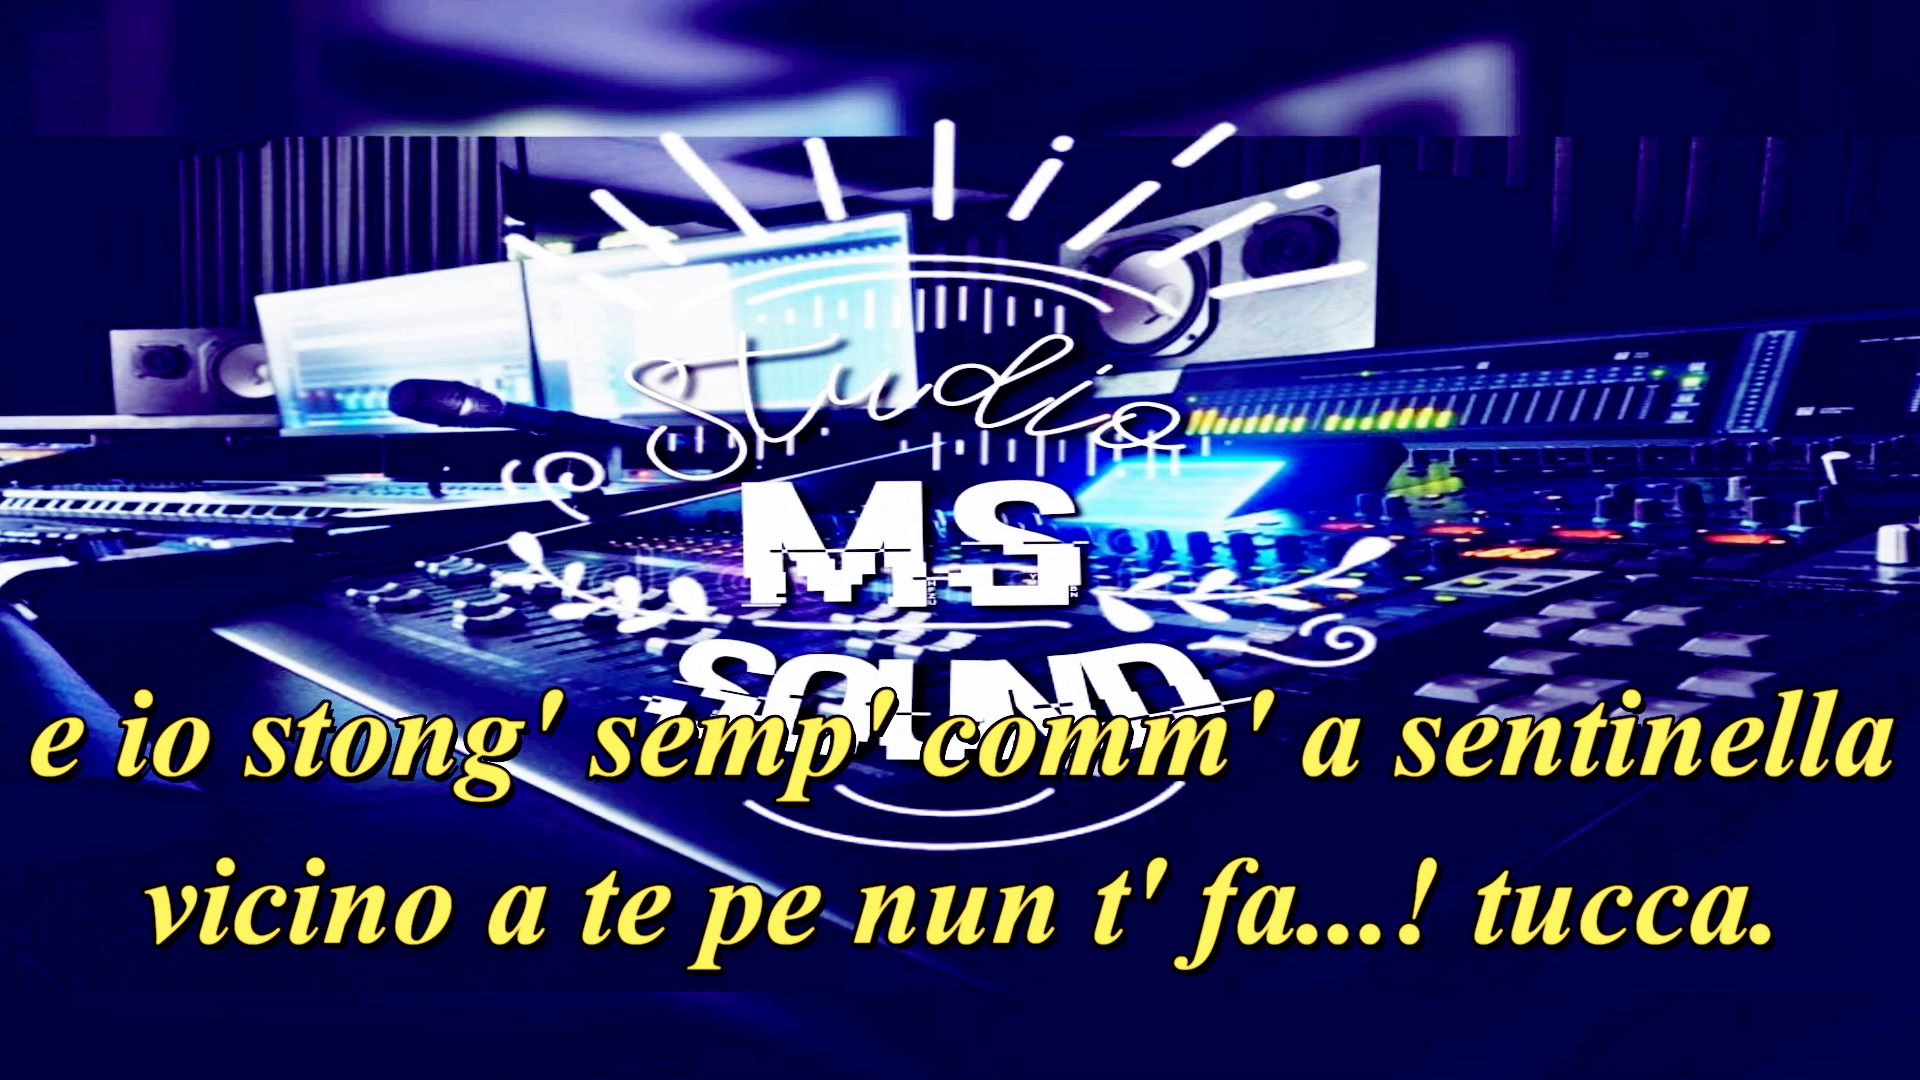 Studio
MS
SOUND
e io stong' semp' comm' a sentinella
vicino a te pe nun t' fa...! tucca.